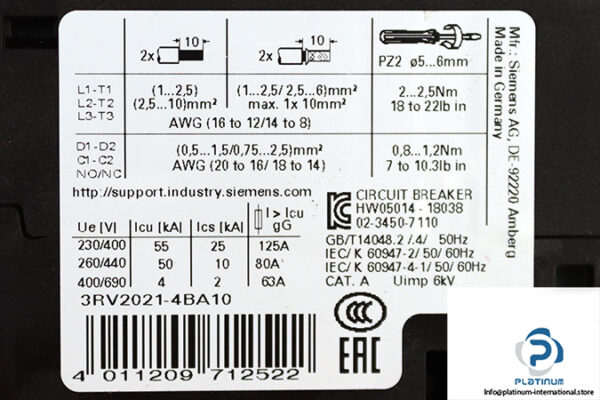 10
10
2x
2x
PZ2 ø5...6mm
L1-T1
L2-T2
L3-T3
(1...2,5)
(2,5...10)mm²
(1...2,5/ 2,5...6)mm²
max. 1x 10mm²
AWG (16 to 12/14 to 8)
2...2,5Nm
18 to 22lb in
D1-D2
C1-C2
NO/NC
(0,5...1,5/0,75...2,5)mm²
AWG (20 to 16/ 18 to 14)
0,8...1,2Nm
7 to 10.3lb in
Mfr.: Siemens AG, DE-92220 Amberg
Made in Germany
http://support.industry.siemens.com
Ue [V] Icu [kA] Ics [kA] I > Icu gG
230/400 55 25 125A
260/440 50 10 80A
400/690 4 2 63A
3RV2021-4BA10
CIRCUIT BREAKER
HW05014 - 18038
02-3450-7110
GB/T14048.2 /.4/ 50Hz
IEC/ K 60947-2/ 50/ 60Hz
IEC/ K 60947-4-1/ 50/ 60Hz
CAT. A Uimp 6kV
CCC
EAC
4 011209 712522
PLATINUM
Info@platinum-international.store